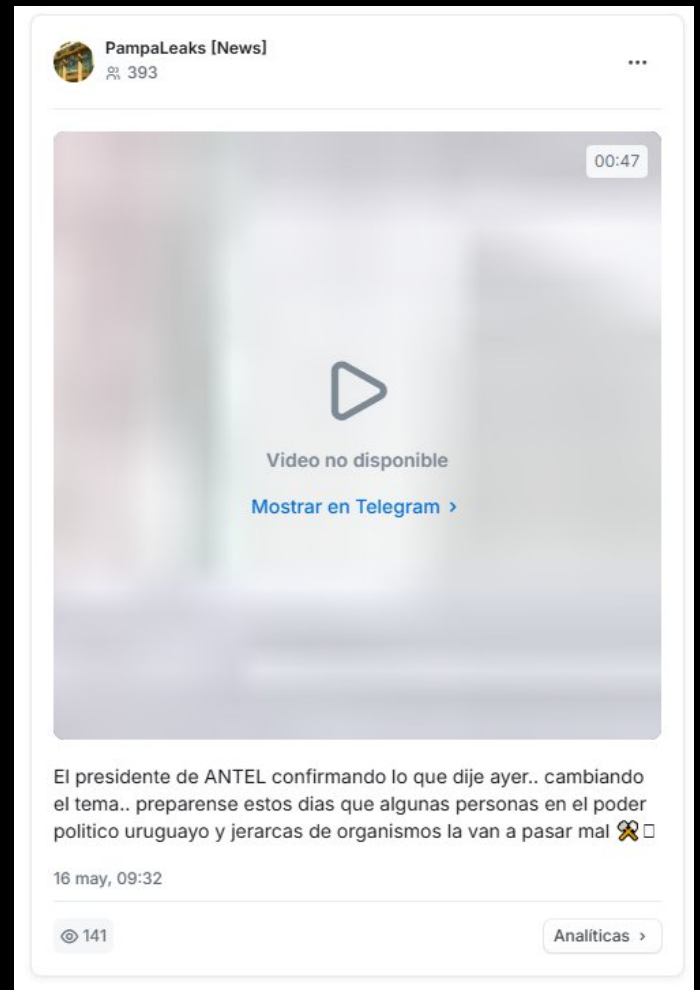 PampaLeaks [News]
393
00:47
Video no disponible
Mostrar en Telegram ›
El presidente de ANTEL confirmando lo que dije ayer.. cambiando
el tema.. preparense estos dias que algunas personas en el poder
politico uruguayo y jerarcas de organismos la van a pasar mal
16 may, 09:32
141
Analíticas ›